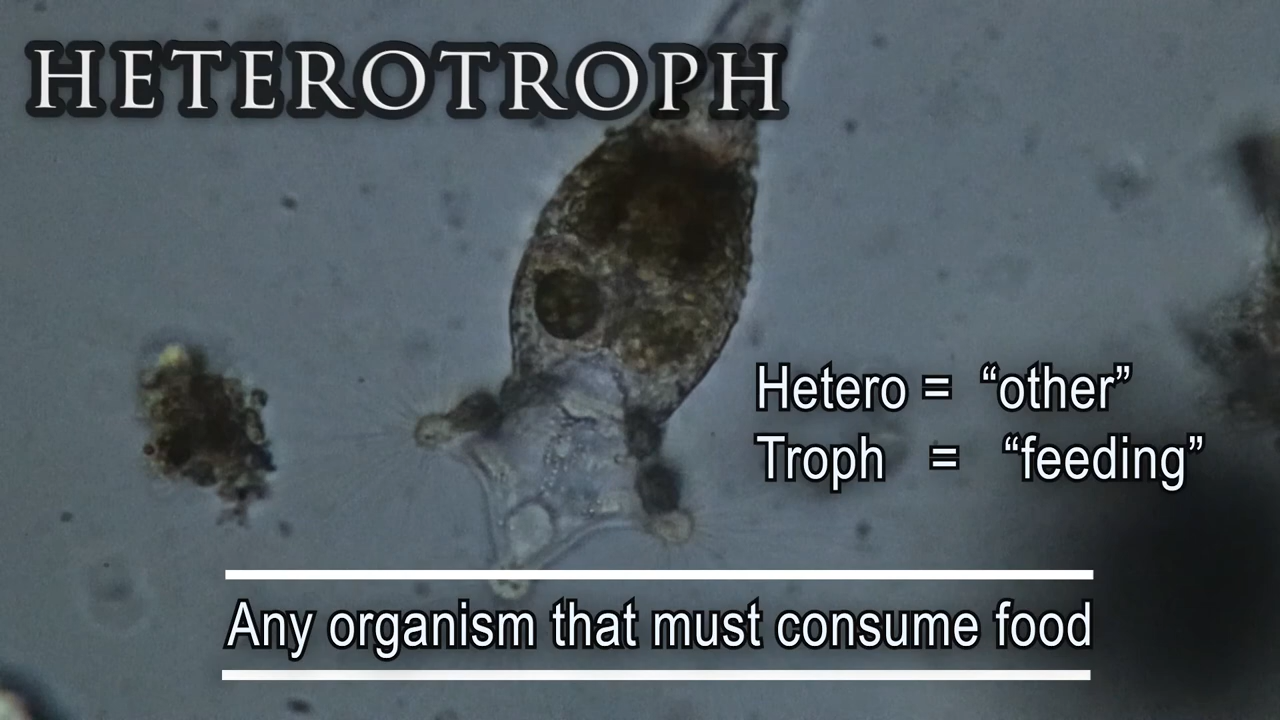 HETEROTROPH
Hetero = “other”
Troph = “feeding”
Any organism that must consume food